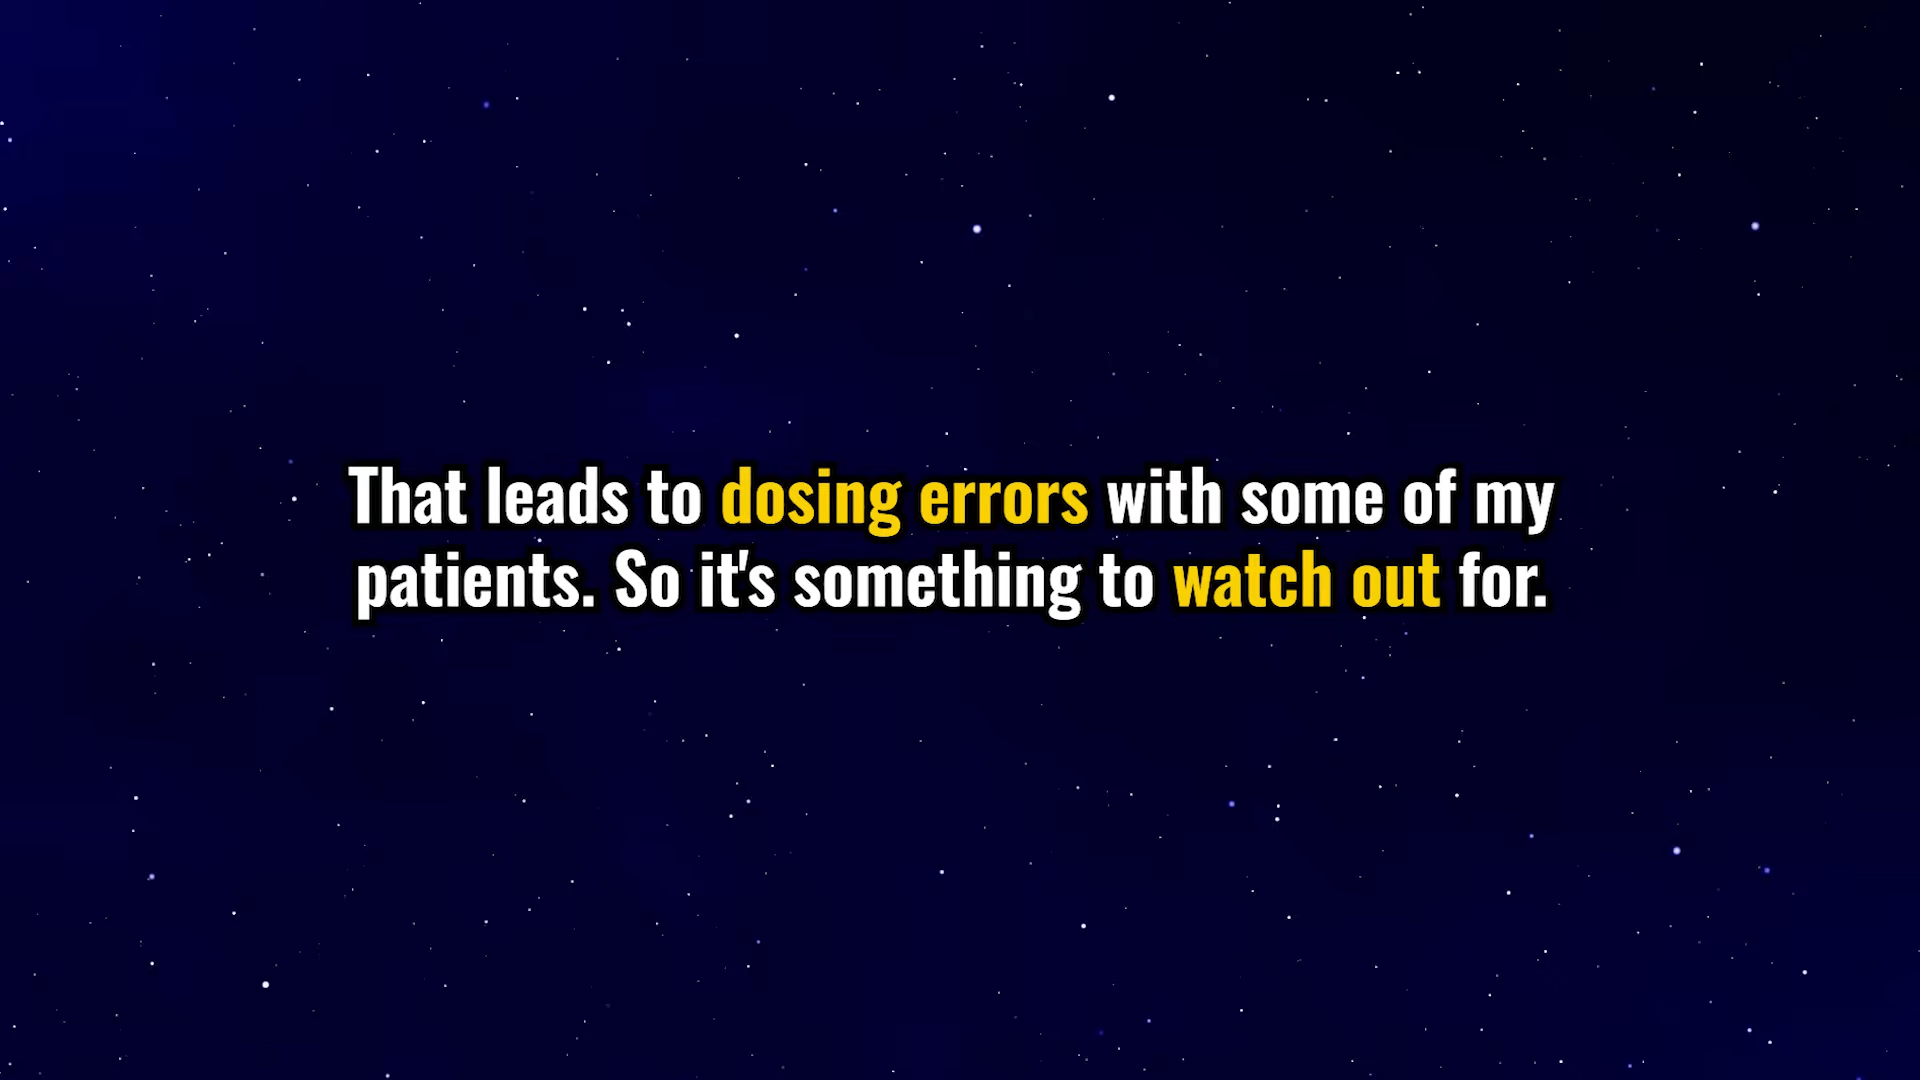 That leads to dosing errors with some of my
patients. So it's something to watch out for.